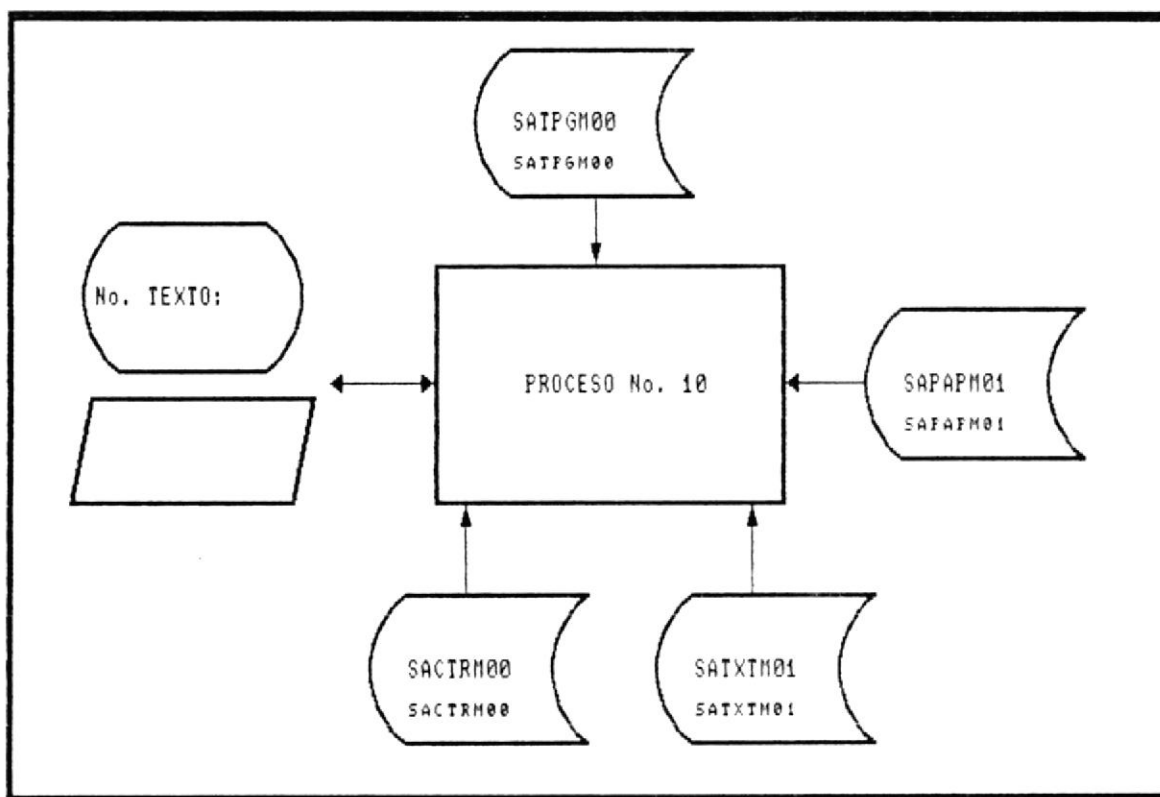 SATPGM00
SATPGM00
No. TEXTO:
PROCESO No. 10
SAPAPM01
SAPAPM01
SACTRM00
SACTRM00
SATXTM01
SATXTM01